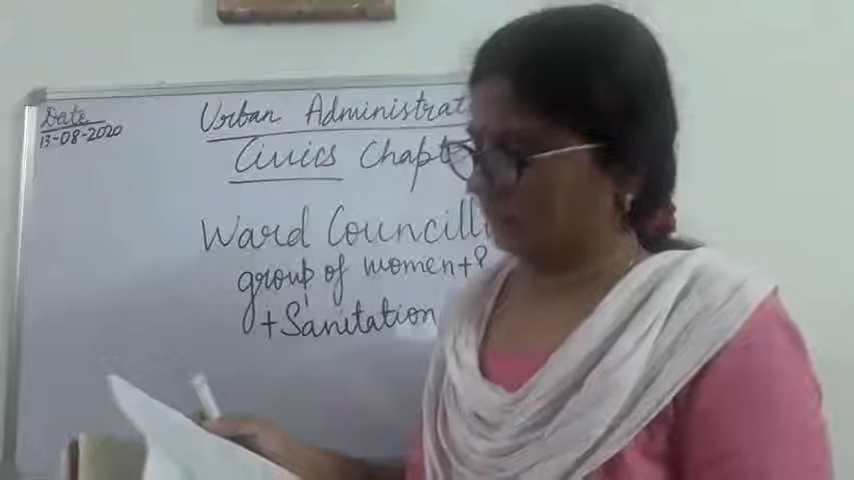 Date
13-08-2020
Urban Administrat
Civics Chapt
Ward Councill
group of women +
+ Sanitation